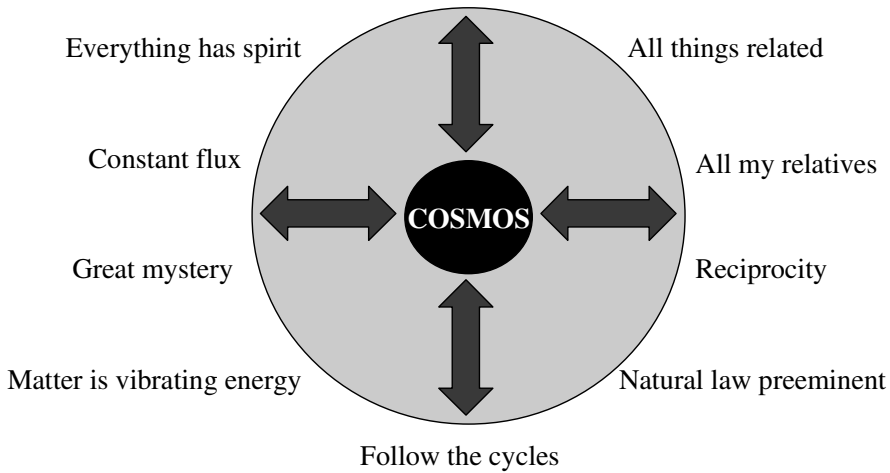 Everything has spirit
All things related
Constant flux
All my relatives
COSMOS
Great mystery
Reciprocity
Matter is vibrating energy
Natural law preeminent
Follow the cycles